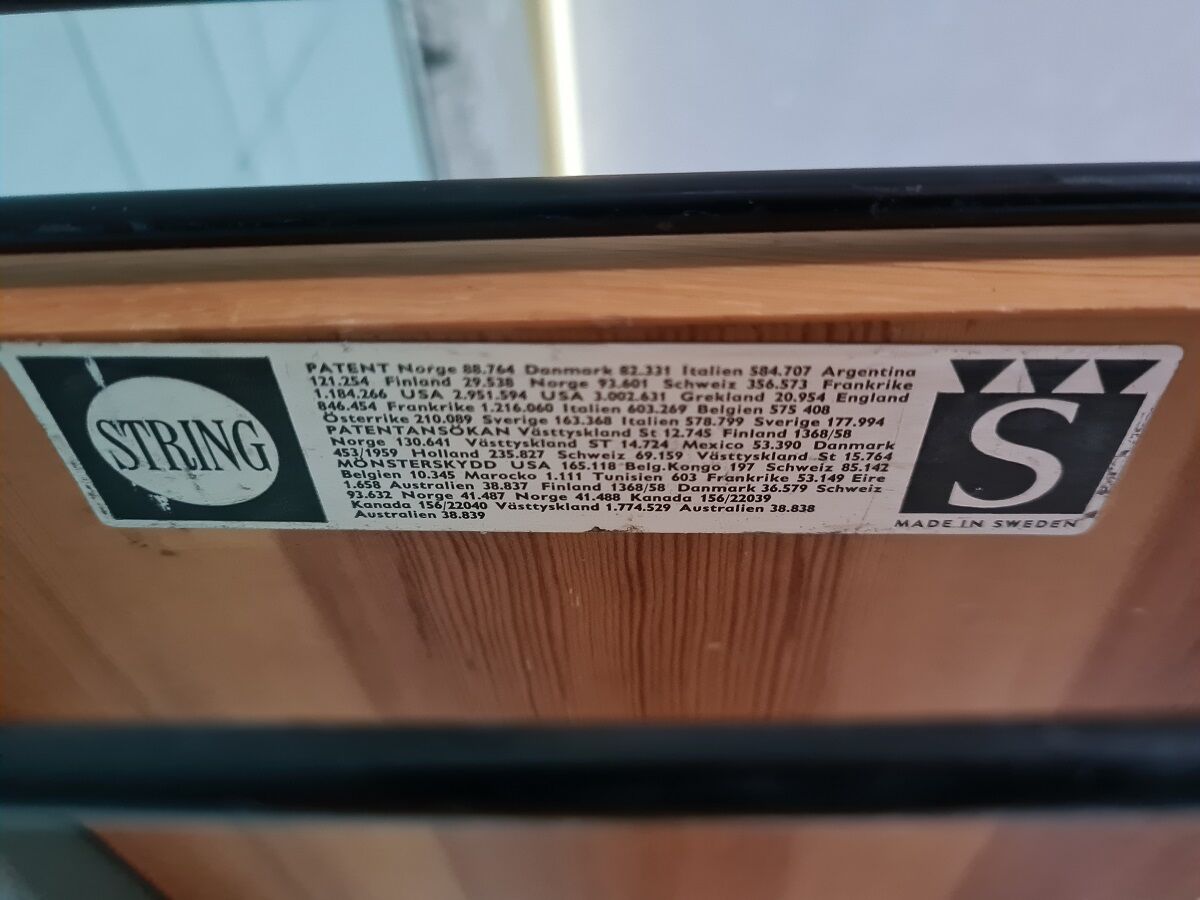 STRING
PATENT Norge 88.764 Danmark 82.331 Italien 584.707 Argentina
121.254 Finland 29.538 Norge 93.601 Schweiz 356.573 Frankrike
1.184.266 USA 2.951.594 USA 3.002.631 Grekland 20.954 England
846.454 Frankrike 1.216.060 Italien 603.269 Belgien 575 408
Österrike 210.089 Sverige 163.368 Italien 578.799 Sverige 177.994
PATENTANSÖKAN Västtyskland St 12.745 Finland 1368/58
Norge 130.641 Västtyskland ST 14.724 Mexico 53.390 Danmark
453/1959 Holland 235.827 Schweiz 69.159 Västtyskland St 15.764
MÖNSTERSKYDD USA 165.118 Belg.Kongo 197 Schweiz 85.142
Belgien 10.345 Marocko 1.111 Tunisien 603 Frankrike 53.149 Eire
1.658 Australien 38.837 Finland 1368/58 Danmark 36.579 Schweiz
93.632 Norge 41.487 Norge 41.488 Kanada 156/22039
Kanada 156/22040 Västtyskland 1.774.529 Australien 38.838
Australien 38.839
S
MADE IN SWEDEN